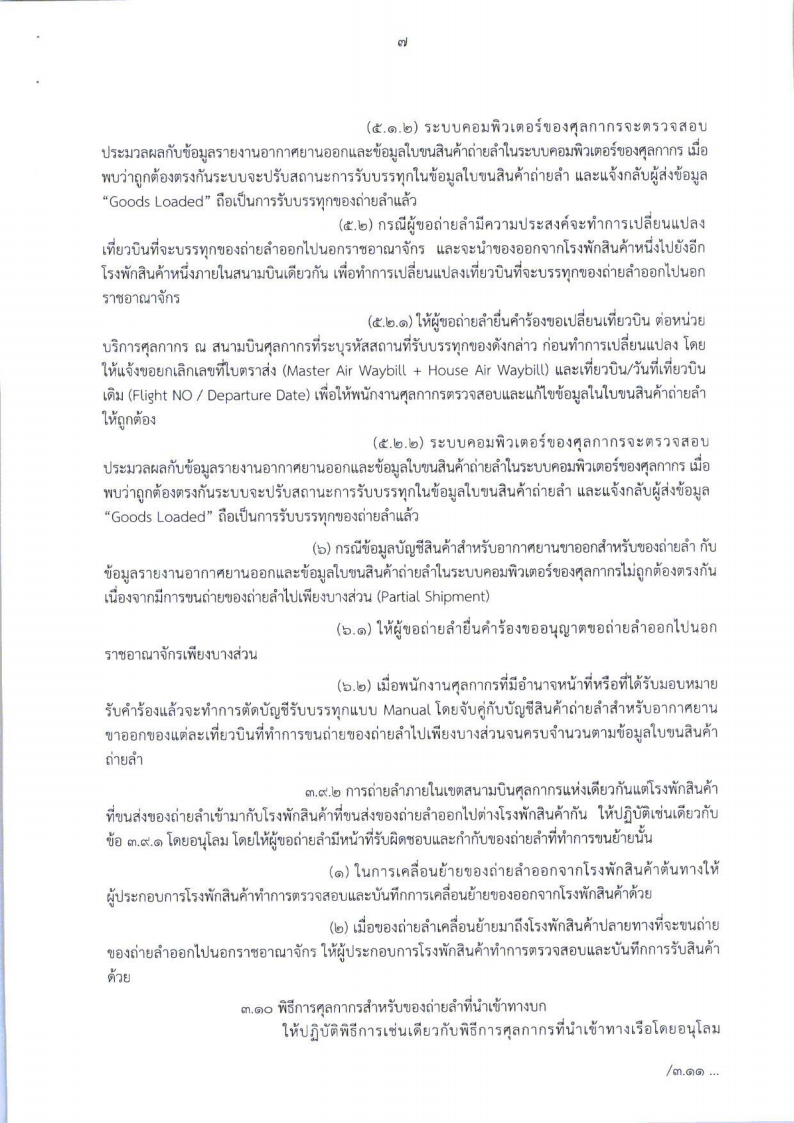 ๗
(๕.๑.๒) ระบบคอมพิวเตอร์ของศุลกากรจะตรวจสอบ
ประมวลผลกับข้อมูลรายงานอากาศยานออกและข้อมูลใบขนสินค้าถ่ายลำในระบบคอมพิวเตอร์ของศุลกากร เมื่อ
พบว่าถูกต้องตรงกันระบบจะปรับสถานะการรับบรรทุกในข้อมูลใบขนสินค้าถ่ายลำ และแจ้งกลับผู้ส่งข้อมูล
“Goods Loaded” ถือเป็นการรับบรรทุกของถ่ายลำแล้ว
(๕.๒) กรณีผู้ขอถ่ายลำมีความประสงค์จะทำการเปลี่ยนแปลง
เที่ยวบินที่จะบรรทุกของถ่ายลำออกไปนอกราชอาณาจักร และจะนำของออกจากโรงพักสินค้าหนึ่งไปยังอีก
โรงพักสินค้าหนึ่งภายในสนามบินเดียวกัน เพื่อทำการเปลี่ยนแปลงเที่ยวบินที่จะบรรทุกของถ่ายลำออกไปนอก
ราชอาณาจักร
(๕.๒.๑) ให้ผู้ขอถ่ายลำยื่นคำร้องขอเปลี่ยนเที่ยวบิน ต่อหน่วย
บริการศุลกากร ณ สนามบินศุลกากรที่ระบุรหัสสถานที่รับบรรทุกของดังกล่าว ก่อนทำการเปลี่ยนแปลง โดย
ให้แจ้งขอยกเลิกเลขที่ใบตราส่ง (Master Air Waybill + House Air Waybill) และเที่ยวบิน/วันที่เที่ยวบิน
เดิม (Flight NO / Departure Date) เพื่อให้พนักงานศุลกากรตรวจสอบและแก้ไขข้อมูลในใบขนสินค้าถ่ายลำ
ให้ถูกต้อง
(๕.๒.๒) ระบบคอมพิวเตอร์ของศุลกากรจะตรวจสอบ
ประมวลผลกับข้อมูลรายงานอากาศยานออกและข้อมูลใบขนสินค้าถ่ายลำในระบบคอมพิวเตอร์ของศุลกากร เมื่อ
พบว่าถูกต้องตรงกันระบบจะปรับสถานะการรับบรรทุกในข้อมูลใบขนสินค้าถ่ายลำ และแจ้งกลับผู้ส่งข้อมูล
“Goods Loaded” ถือเป็นการรับบรรทุกของถ่ายลำแล้ว
(๖) กรณีข้อมูลบัญชีสินค้าสำหรับอากาศยานขาออกสำหรับของถ่ายลำ กับ
ข้อมูลรายงานอากาศยานออกและข้อมูลใบขนสินค้าถ่ายลำในระบบคอมพิวเตอร์ของศุลกากรไม่ถูกต้องตรงกัน
เนื่องจากมีการขนถ่ายของถ่ายลำไปเพียงบางส่วน (Partial Shipment)
(๖.๑) ให้ผู้ขอถ่ายลำยื่นคำร้องขออนุญาตขอถ่ายลำออกไปนอก
ราชอาณาจักรเพียงบางส่วน
(๖.๒) เมื่อพนักงานศุลกากรที่มีอำนาจหน้าที่หรือที่ได้รับมอบหมาย
รับคำร้องแล้วจะทำการตัดบัญชีรับบรรทุกแบบ Manual โดยจับคู่กับบัญชีสินค้าถ่ายลำสำหรับอากาศยาน
ขาออกของแต่ละเที่ยวบินที่ทำการขนถ่ายของถ่ายลำไปเพียงบางส่วนจนครบจำนวนตามข้อมูลใบขนสินค้า
ถ่ายลำ
๓.๙.๒ การถ่ายลำภายในเขตสนามบินศุลกากรแห่งเดียวกันแต่โรงพักสินค้า
ที่ขนส่งของถ่ายลำเข้ามากับโรงพักสินค้าที่ขนส่งของถ่ายลำออกไปต่างโรงพักสินค้ากัน ให้ปฏิบัติเช่นเดียวกับ
ข้อ ๓.๙.๑ โดยอนุโลม โดยให้ผู้ขอถ่ายลำมีหน้าที่รับผิดชอบและกำกับของถ่ายลำที่ทำการขนย้ายนั้น
(๑) ในการเคลื่อนย้ายของถ่ายลำออกจากโรงพักสินค้าต้นทางให้
ผู้ประกอบการโรงพักสินค้าทำการตรวจสอบและบันทึกการเคลื่อนย้ายของออกจากโรงพักสินค้าด้วย
(๒) เมื่อของถ่ายลำเคลื่อนย้ายมาถึงโรงพักสินค้าปลายทางที่จะขนถ่าย
ของถ่ายลำออกไปนอกราชอาณาจักร ให้ผู้ประกอบการโรงพักสินค้าทำการตรวจสอบและบันทึกการรับสินค้า
ด้วย
๓.๑๐ พิธีการศุลกากรสำหรับของถ่ายลำที่นำเข้าทางบก
ให้ปฏิบัติพิธีการเช่นเดียวกับพิธีการศุลกากรที่นำเข้าทางเรือโดยอนุโลม
/๓.๑๑ ...